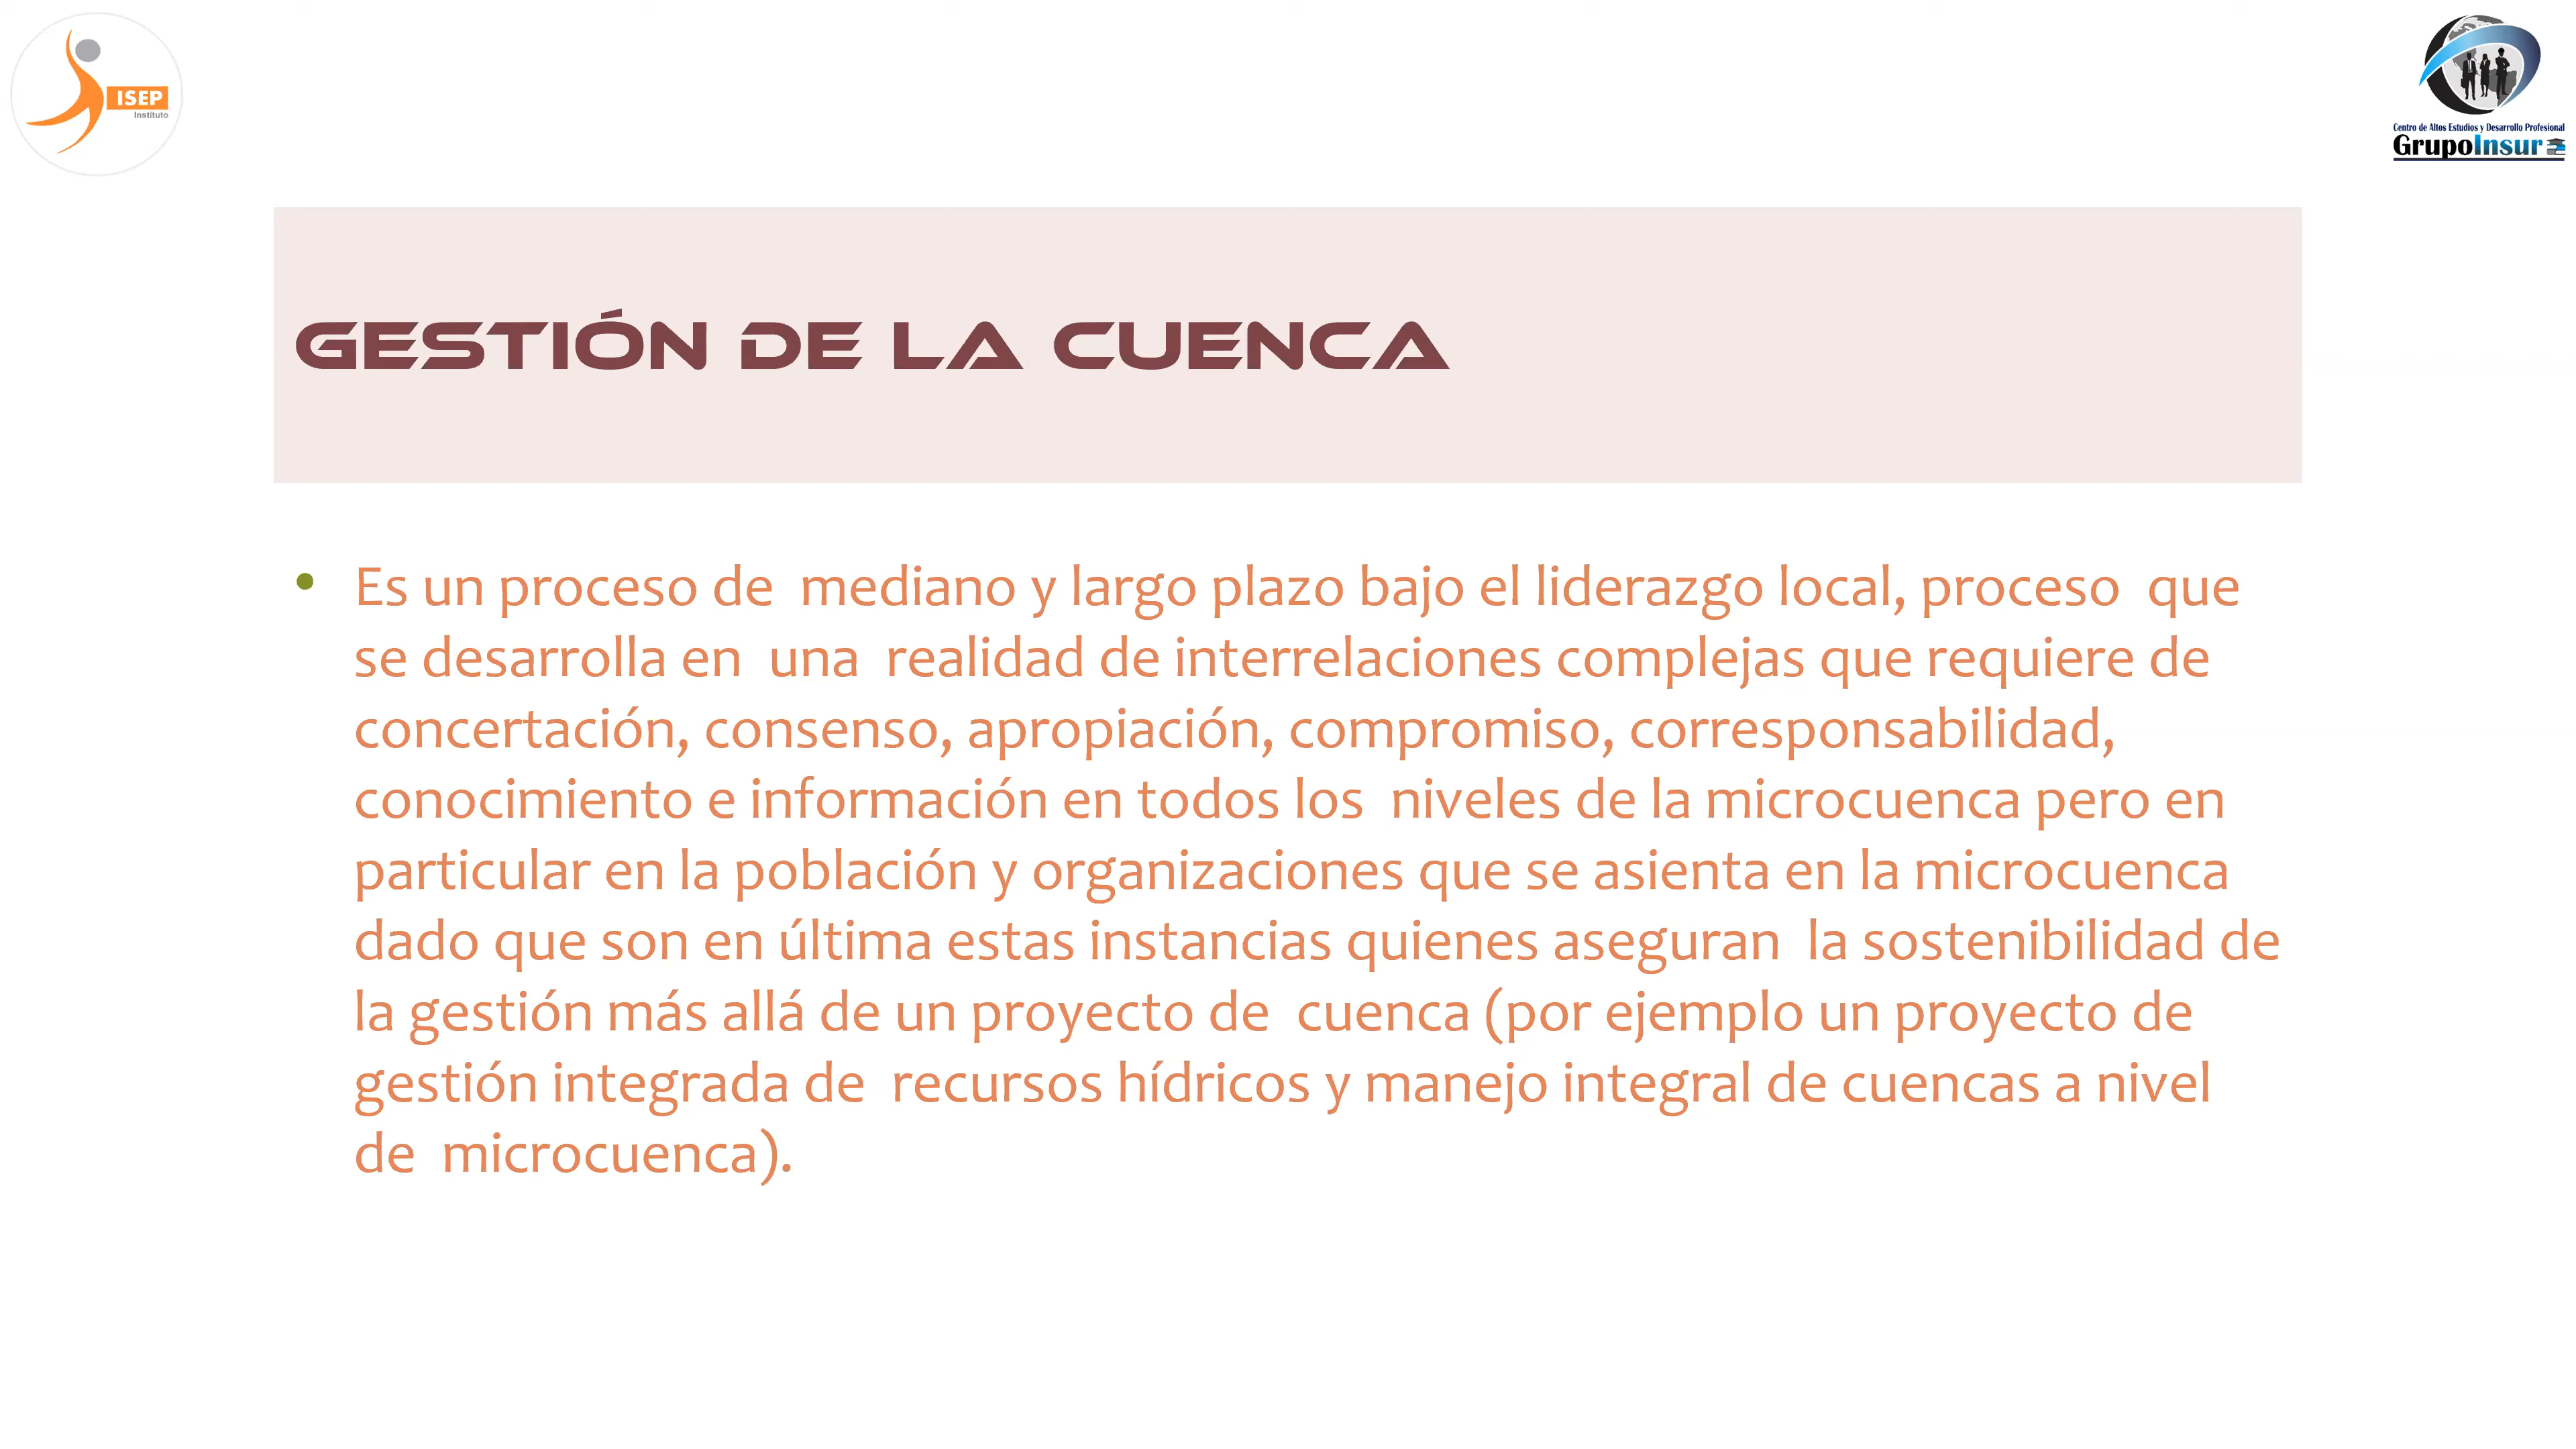 ISEP
Instituto
Centro de Altos Estudios y Desarrollo Profesional
GrupoInsur
GESTIÓN DE LA CUENCA
• Es un proceso de mediano y largo plazo bajo el liderazgo local, proceso que
se desarrolla en una realidad de interrelaciones complejas que requiere de
concertación, consenso, apropiación, compromiso, corresponsabilidad,
conocimiento e información en todos los niveles de la microcuenca pero en
particular en la población y organizaciones que se asienta en la microcuenca
dado que son en última estas instancias quienes aseguran la sostenibilidad de
la gestión más allá de un proyecto de cuenca (por ejemplo un proyecto de
gestión integrada de recursos hídricos y manejo integral de cuencas a nivel
de microcuenca).